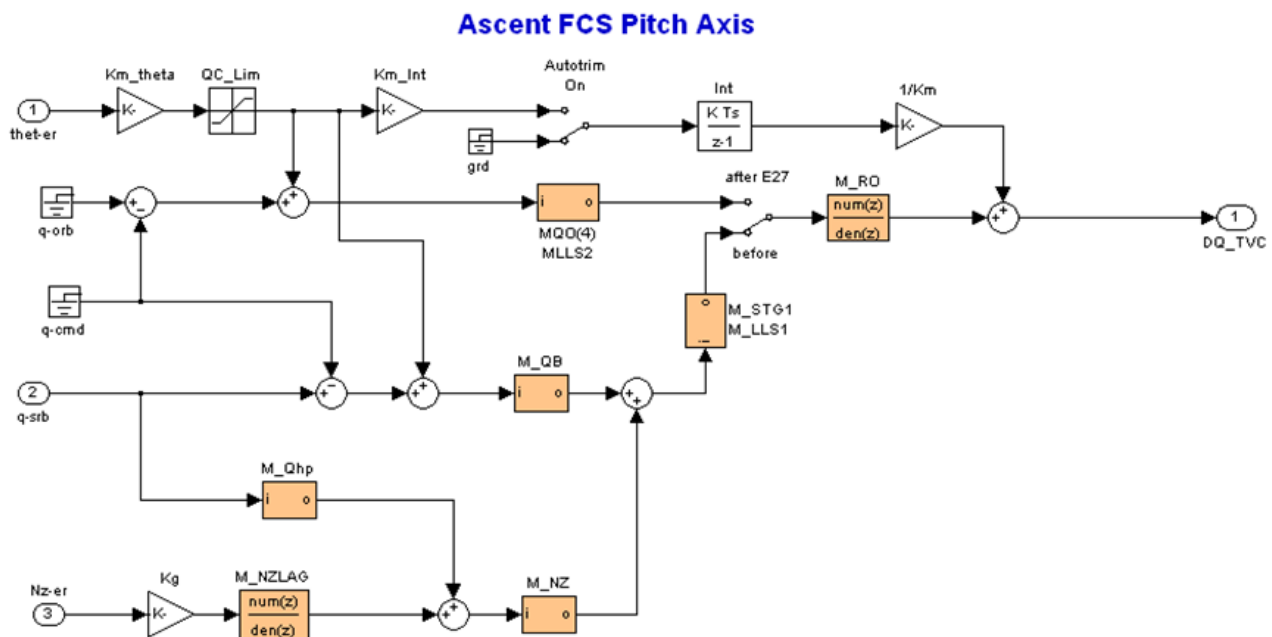 Ascent FCS Pitch Axis
Km_theta
QC_Lim
Km_Int
Autotrim
On
Int
1/Km
1
K-
K-
K Ts
z-1
K-
thet-er
grd
after E27
M_RO
q-orb
i
o
num(z)
den(z)
1
MQO(4)
MLLS2
before
DQ_TVC
q-cmd
o
i
M_STG1
M_LLS1
M_QB
2
i
o
q-srb
M_Qhp
i
o
Nz-er
Kg
M_NZLAG
M_NZ
3
K-
num(z)
den(z)
i
o